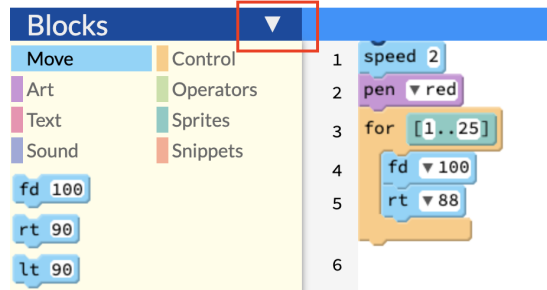 Blocks ▼
Move Control
Art Operators
Text Sprites
Sound Snippets
fd 100
rt 90
lt 90
1 speed 2
2 pen ▼ red
3 for [1..25]
4 fd ▼ 100
5 rt ▼ 88
6